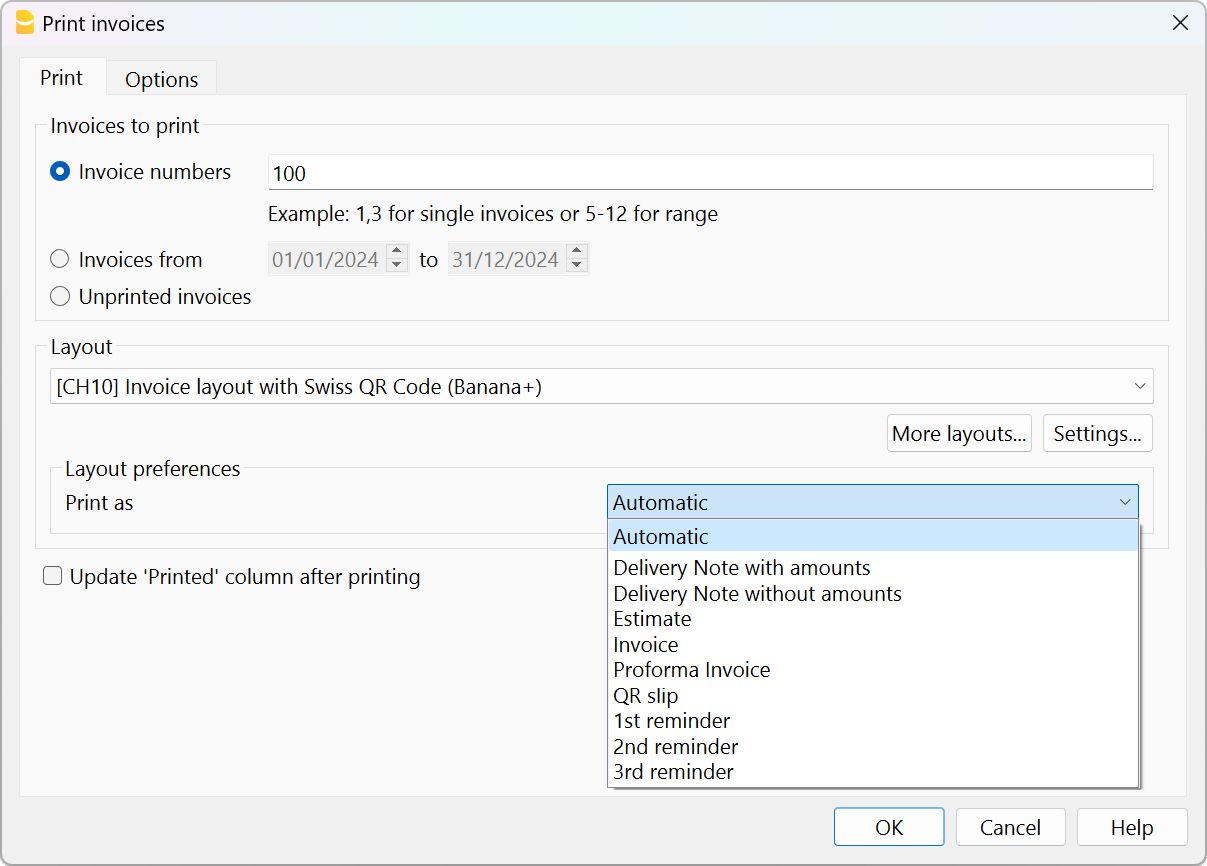 Print invoices
Print
Options
Invoices to print
Invoice numbers
100
Example: 1,3 for single invoices or 5-12 for range
Invoices from
01/01/2024
to
31/12/2024
Unprinted invoices
Layout
[CH10] Invoice layout with Swiss QR Code (Banana+)
More layouts...
Settings...
Layout preferences
Print as
Automatic
Automatic
Delivery Note with amounts
Delivery Note without amounts
Estimate
Invoice
Proforma Invoice
QR slip
1st reminder
2nd reminder
3rd reminder
Update 'Printed' column after printing
OK
Cancel
Help